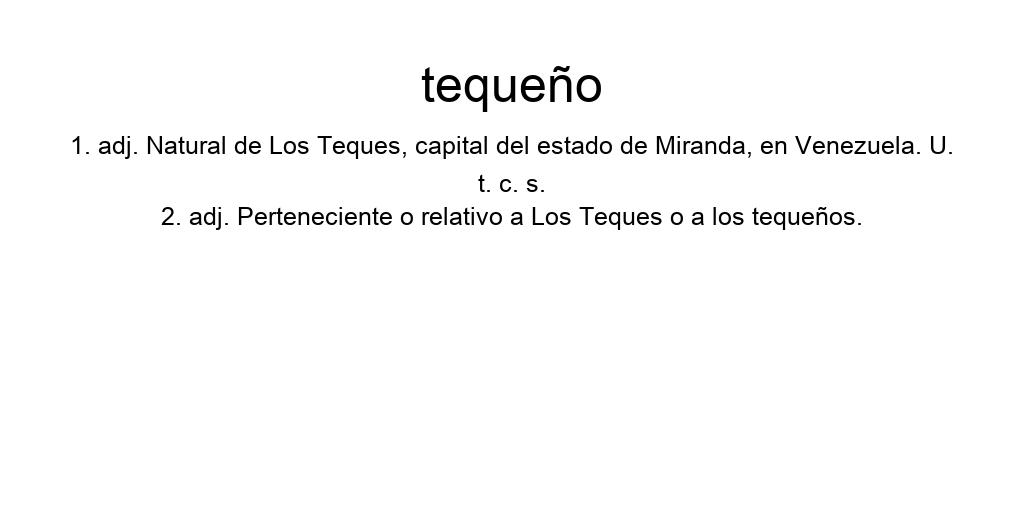 tequeño
1. adj. Natural de Los Teques, capital del estado de Miranda, en Venezuela. U.
t. c. s.
2. adj. Perteneciente o relativo a Los Teques o a los tequeños.